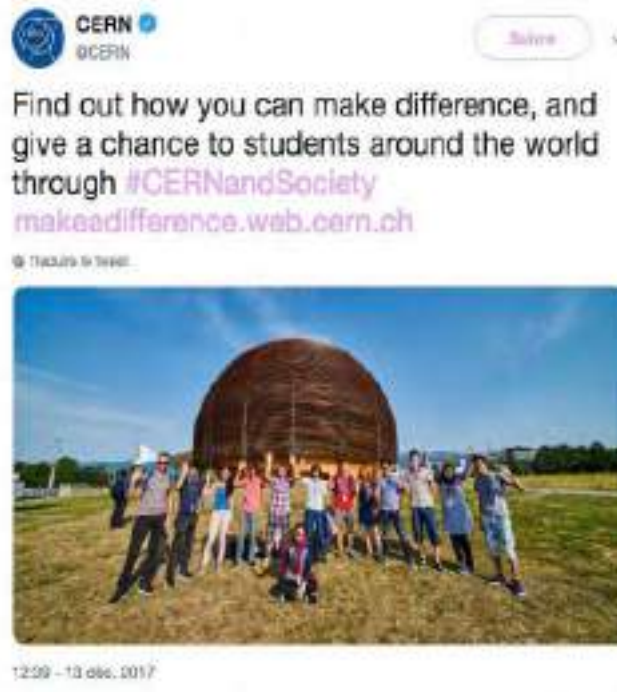 CERN
@CERN
Suivre
Find out how you can make difference, and
give a chance to students around the world
through #CERNandSociety
makeadifference.web.cern.ch
Traduire le tweet
12:39 - 13 déc. 2017